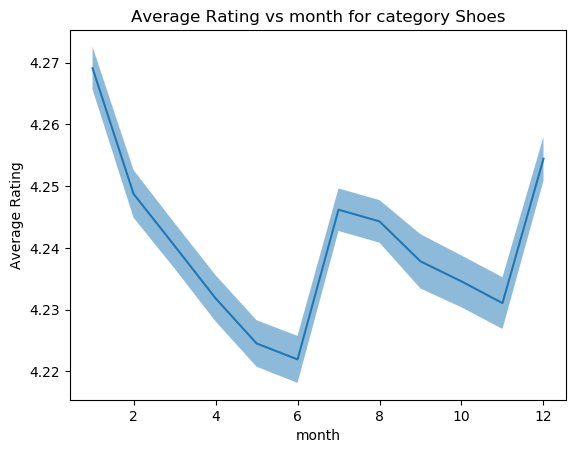 Average Rating vs month for category Shoes
Average Rating
4.27
4.26
4.25
4.24
4.23
4.22
2 4 6 8 10 12
month